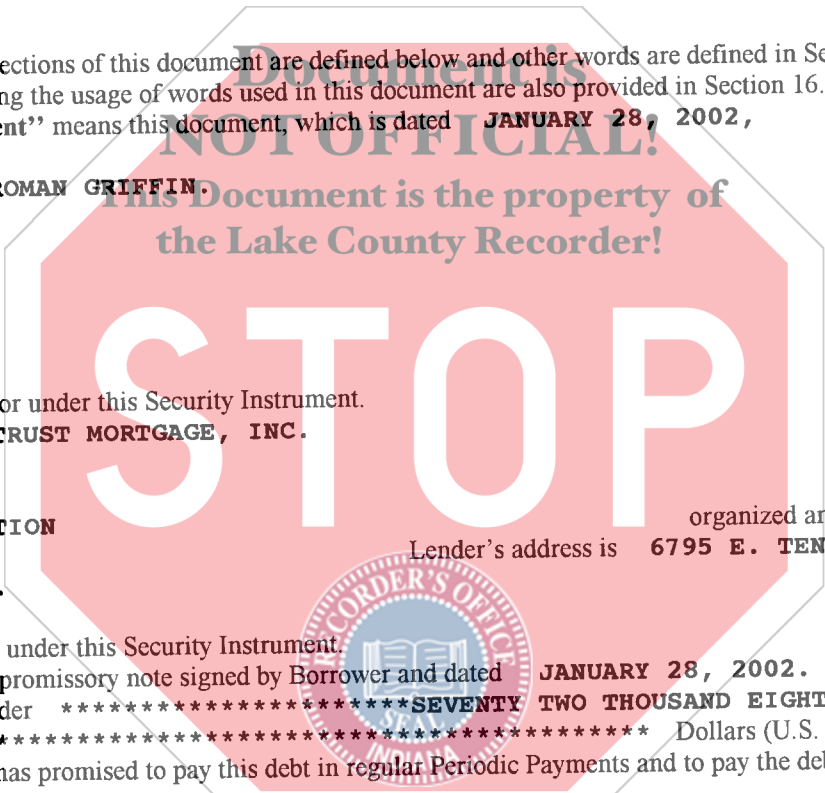 ections of this document are defined below and other words are defined in Se
Document is
ng the usage of words used in this document are also provided in Section 16.
ent” means this document, which is dated JANUARY 28, 2002,
NOT OFFICIAL!
ROMAN GRIFFIN.
This Document is the property of
the Lake County Recorder!
STOP
or under this Security Instrument.
TRUST MORTGAGE, INC.
TION
organized an
Lender's address is 6795 E. TEN
.
RECORDER'S OFFICE
under this Security Instrument.
promissory note signed by Borrower and dated JANUARY 28, 2002.
der **********************SEVENTY TWO THOUSAND EIGHT
SEAL
***************************************** Dollars (U.S.
INDIANA
has promised to pay this debt in regular Periodic Payments and to pay the deb